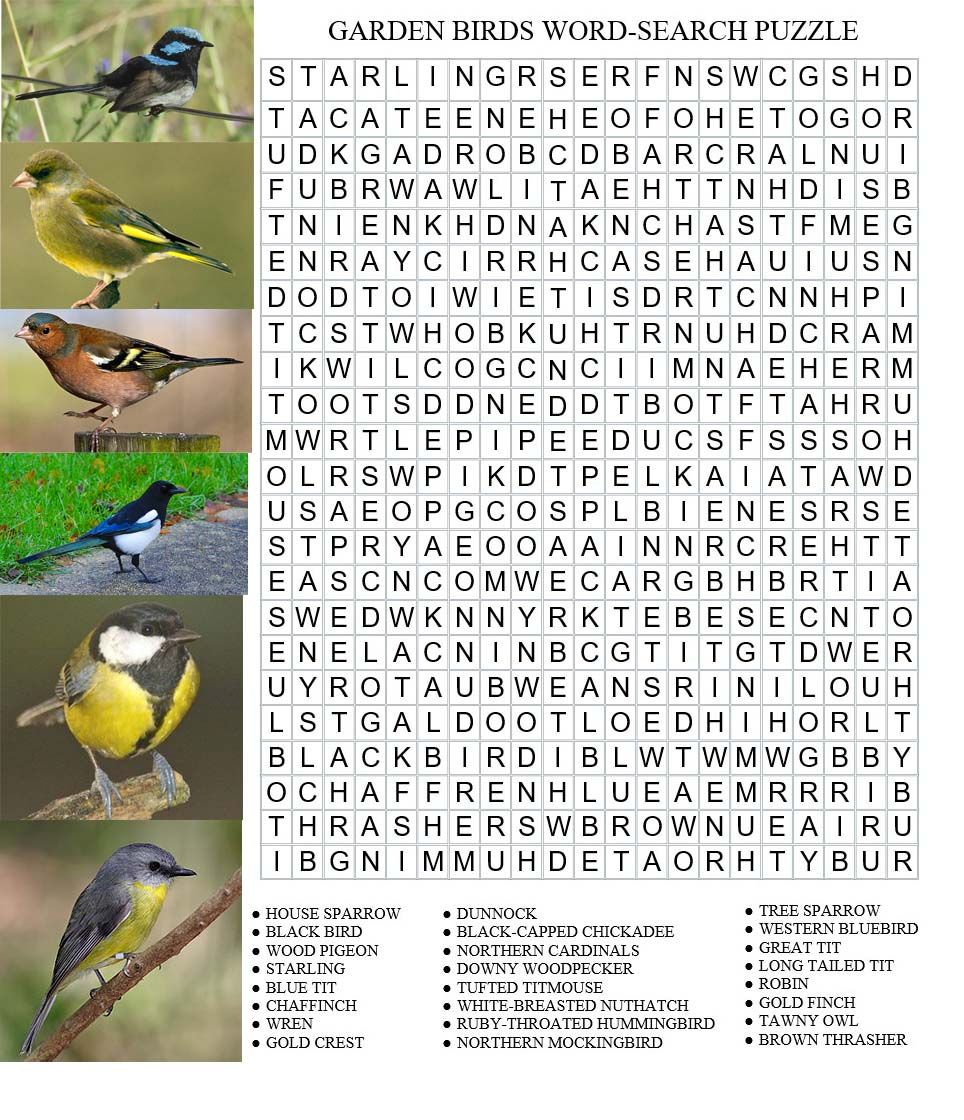 GARDEN BIRDS WORD-SEARCH PUZZLE
S T A R L I N G R S E R F N S W C G S H D
T A C A T E E N E H E O F O H E T O G O R
U D K G A D R O B C D B A R C R A L N U I
F U B R W A W L I T A E H T T N H D I S B
T N I E N K H D N A K N C H A S T F M E G
E N R A Y C I R R H C A S E H A U I U S N
D O D T O I W I E T I S D R T C N N H P I
T C S T W H O B K U H T R N U H D C R A M
I K W I L C O G C N C I I M N A E H E R M
T O O T S D D N E D D T B O T F T A H R U
M W R T L E P I P E E D U C S F S S S O H
O L R S W P I K D T P E L K A I A T A W D
U S A E O P G C O S P L B I E N E S R S E
S T P R Y A E O O A A I N N R C R E H T T
E A S C N C O M W E C A R G B H B R T I A
S W E D W K N N Y R K T E B E S E C N T O
E N E L A C N I N B C G T I T G T D W E R
U Y R O T A U B W E A N S R I N I L O U H
L S T G A L D O O T L O E D H I H O R L T
B L A C K B I R D I B L W T W M W G B B Y
O C H A F F R E N H L U E A E M R R R I B
T H R A S H E R S W B R O W N U E A I R U
I B G N I M M U H D E T A O R H T Y B U R
● HOUSE SPARROW
● BLACK BIRD
● WOOD PIGEON
● STARLING
● BLUE TIT
● CHAFFINCH
● WREN
● GOLD CREST
● DUNNOCK
● BLACK-CAPPED CHICKADEE
● NORTHERN CARDINALS
● DOWNY WOODPECKER
● TUFTED TITMOUSE
● WHITE-BREASTED NUTHATCH
● RUBY-THROATED HUMMINGBIRD
● NORTHERN MOCKINGBIRD
● TREE SPARROW
● WESTERN BLUEBIRD
● GREAT TIT
● LONG TAILED TIT
● ROBIN
● GOLD FINCH
● TAWNY OWL
● BROWN THRASHER